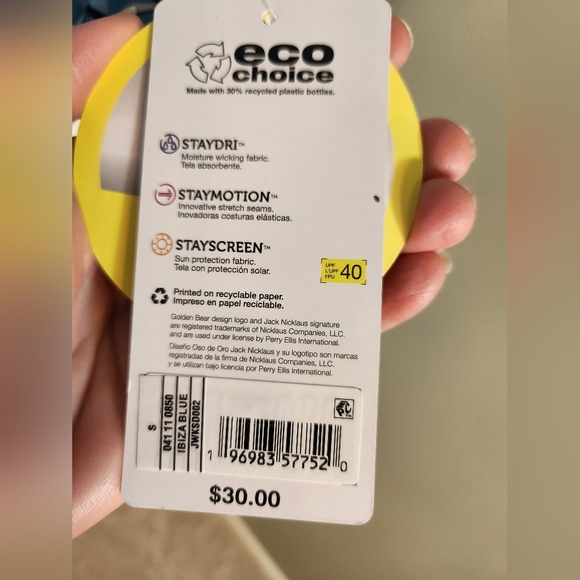 eco
choice
Made with 30% recycled plastic bottles.
STAYDRI™
Moisture wicking fabric.
Tela absorbente.
STAYMOTION™
Innovative stretch seams.
Inovadoras costuras elásticas.
STAYSCREEN™
Sun protection fabric.
Tela con protección solar.
UPF
L'UPF
FPU
40
Printed on recyclable paper.
Impreso en papel reciclable.
Golden Bear design logo and Jack Nicklaus signature
are registered trademarks of Nicklaus Companies, LLC.
and are used under license by Perry Ellis International.
Diseño Oso de Oro Jack Nicklaus y su logotipo son marcas
registradas de la firma de Nicklaus Companies, LLC.
y se utilizan bajo licencia por Perry Ellis International.
S
041 11 0850
IBIZA BLUE
JWKSD002
1 96983 57752 0
$30.00